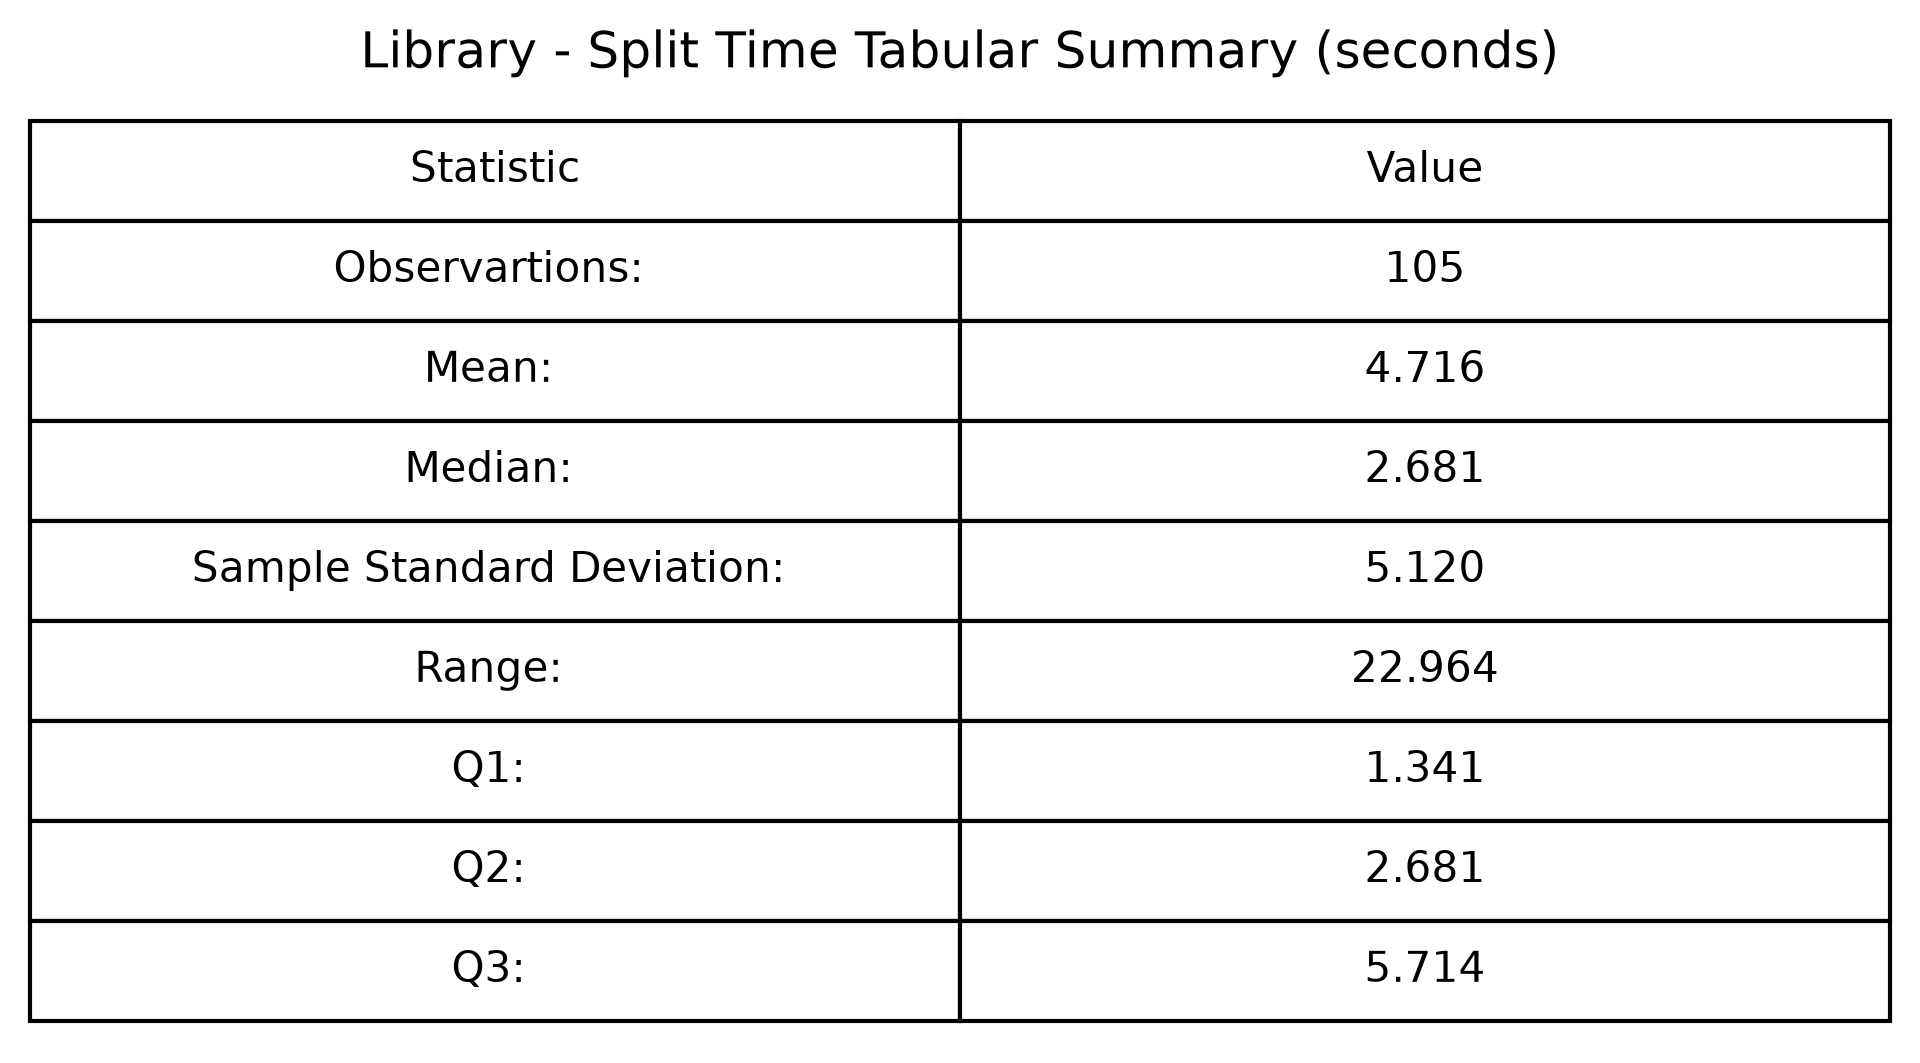 Library - Split Time Tabular Summary (seconds)
Statistic Value
Observartions: 105
Mean: 4.716
Median: 2.681
Sample Standard Deviation: 5.120
Range: 22.964
Q1: 1.341
Q2: 2.681
Q3: 5.714